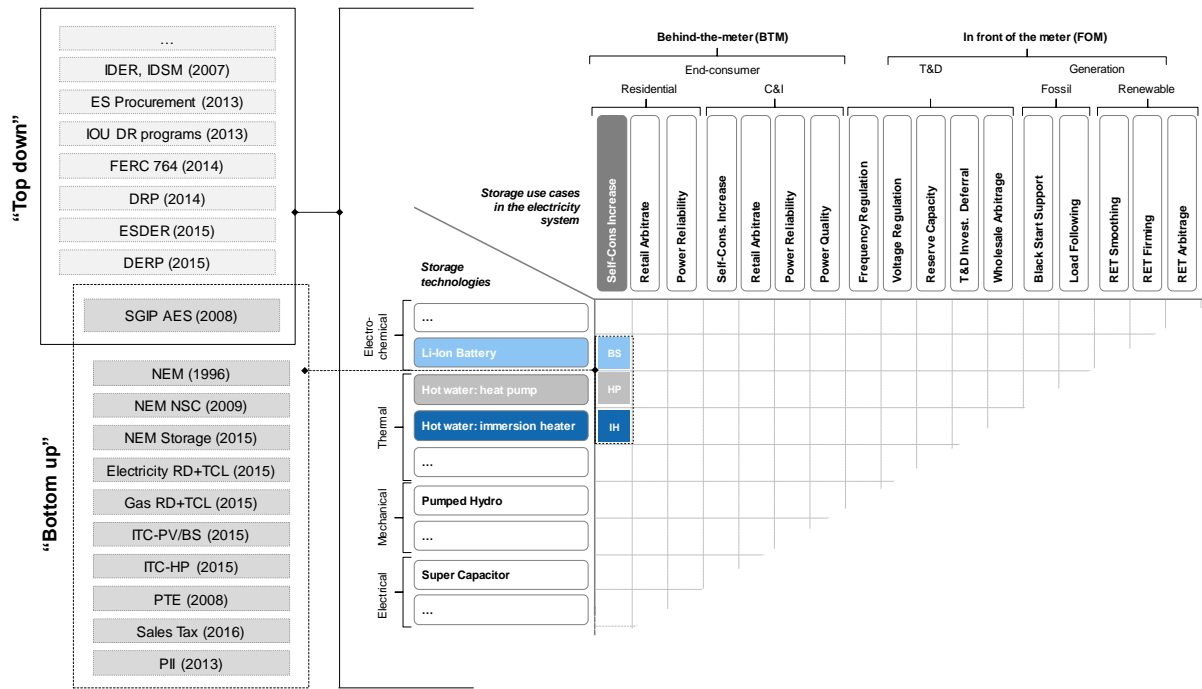 “Top down”
…
IDER, IDSM (2007)
ES Procurement (2013)
IOU DR programs (2013)
FERC 764 (2014)
DRP (2014)
ESDER (2015)
DERP (2015)
SGIP AES (2008)
“Bottom up”
NEM (1996)
NEM NSC (2009)
NEM Storage (2015)
Electricity RD+TCL (2015)
Gas RD+TCL (2015)
ITC-PV/BS (2015)
ITC-HP (2015)
PTE (2008)
Sales Tax (2016)
PII (2013)
Behind-the-meter (BTM)
In front of the meter (FOM)
End-consumer
T&D
Generation
Residential
C&I
Fossil
Renewable
Storage use cases
in the electricity
system
Self-Cons Increase
Retail Arbitrate
Power Reliability
Self-Cons. Increase
Retail Arbitrate
Power Reliability
Power Quality
Frequency Regulation
Voltage Regulation
Reserve Capacity
T&D Invest. Deferral
Wholesale Arbitrage
Black Start Support
Load Following
RET Smoothing
RET Firming
RET Arbitrage
Storage
technologies
Electro-
chemical
…
Li-Ion Battery
BS
Thermal
Hot water: heat pump
HP
Hot water: immersion heater
IH
…
Mechanical
Pumped Hydro
…
Electrical
Super Capacitor
…